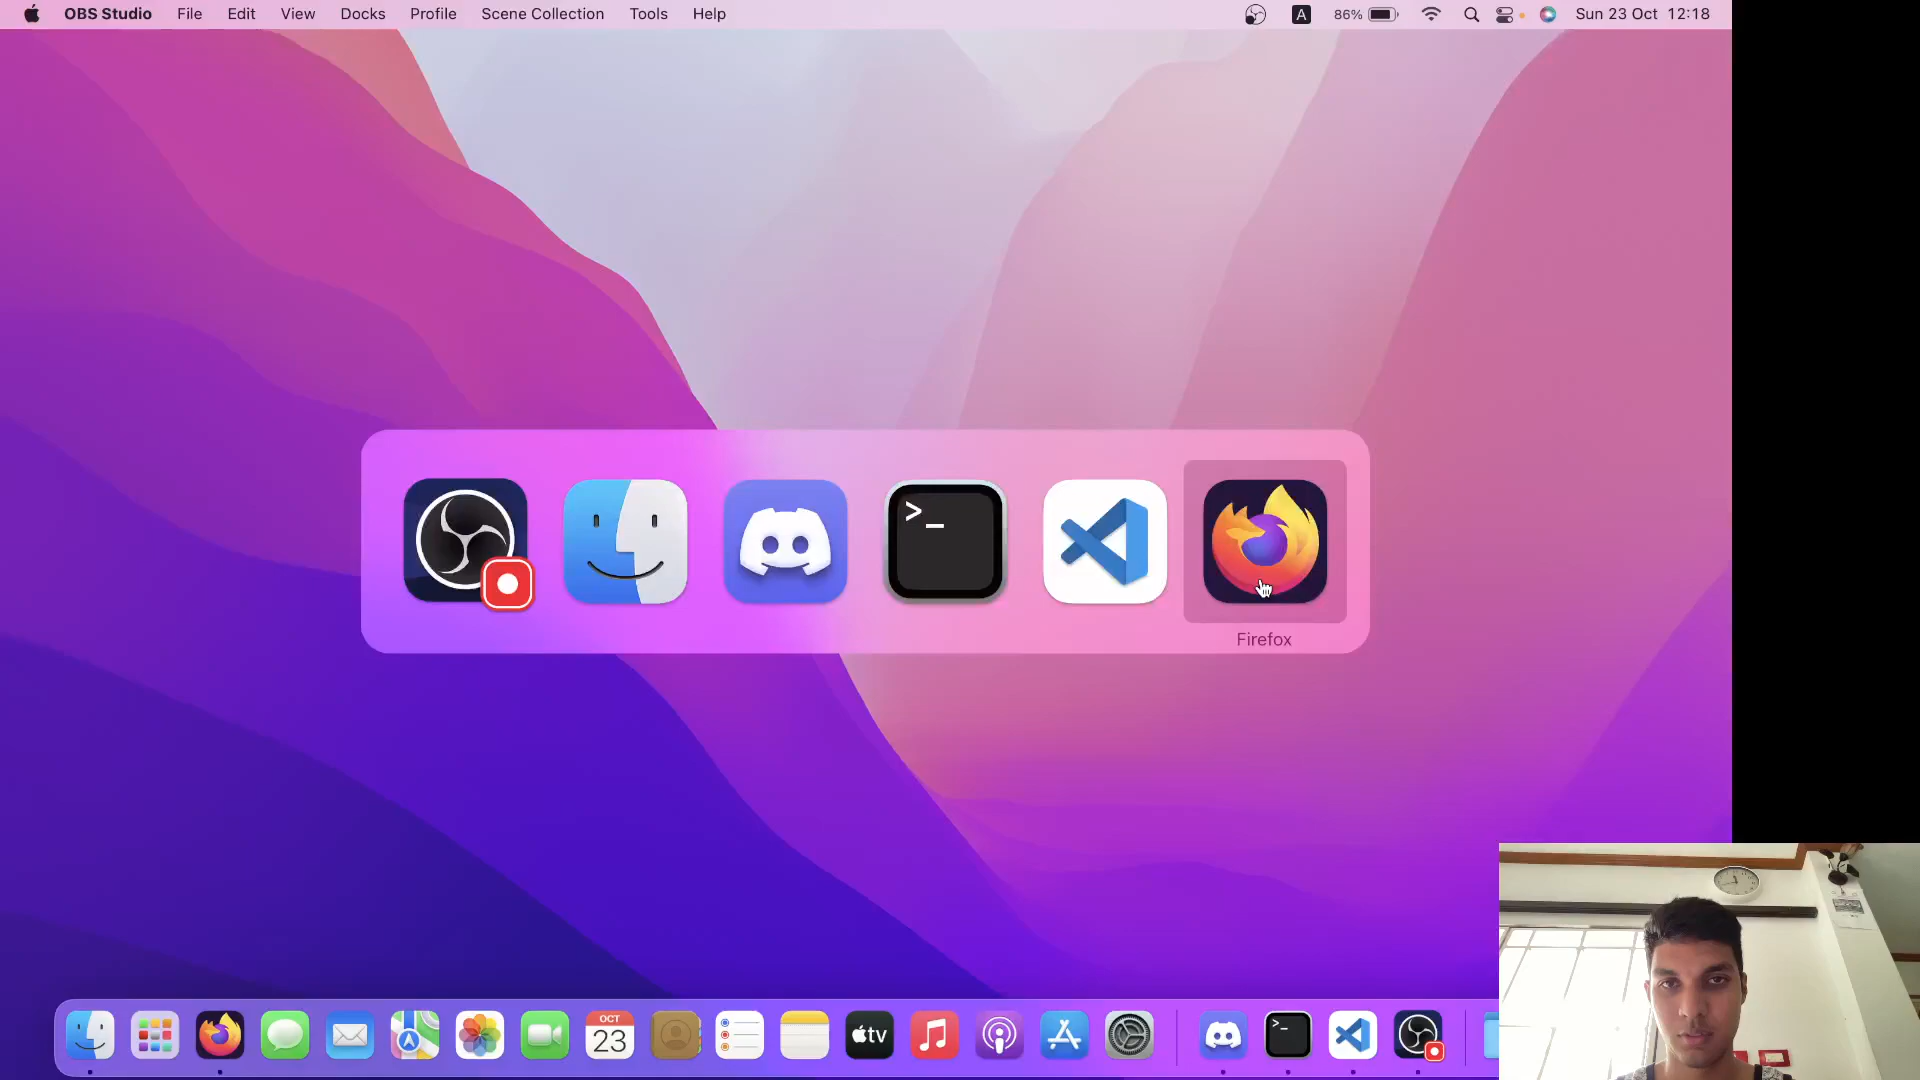 OBS Studio File Edit View Docks Profile Scene Collection Tools Help A 86% Sun 23 Oct 12:18
>_
Firefox
OCT
23
tv
>_